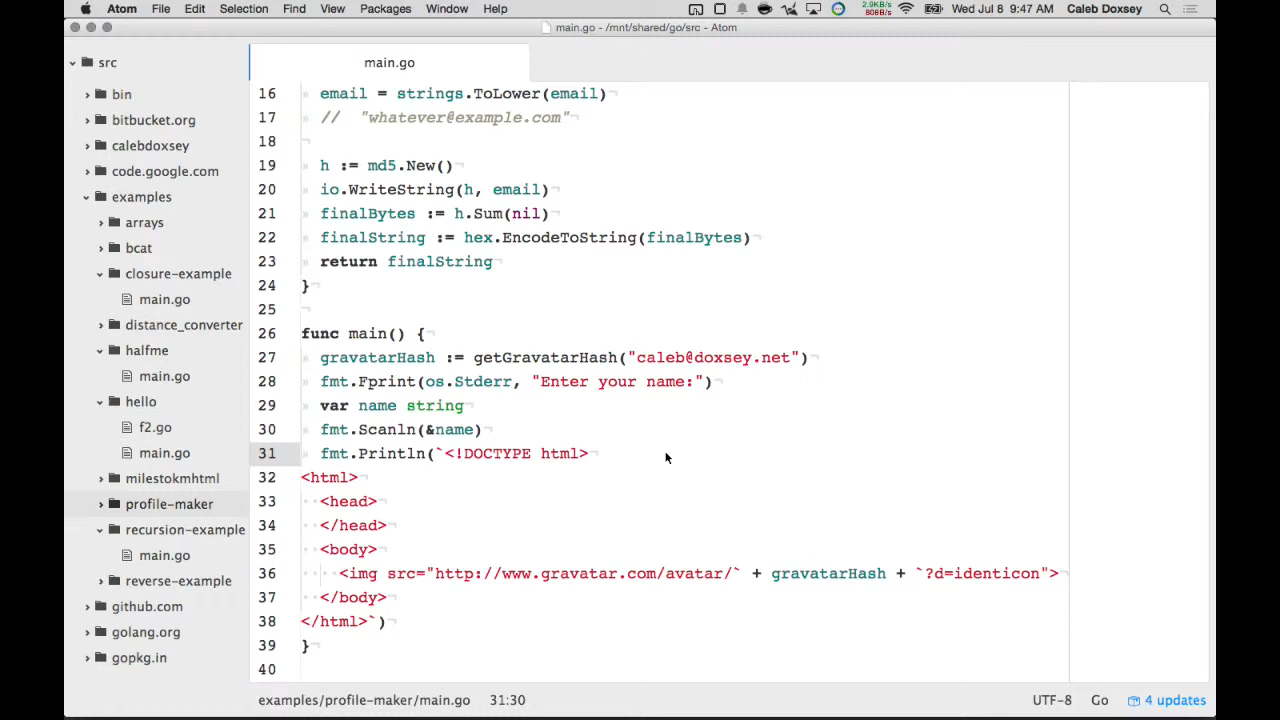 Atom File Edit Selection Find View Packages Window Help 2.9KB/s 808B/s Wed Jul 8 9:47 AM Caleb Doxsey
main.go - /mnt/shared/go/src - Atom
src
bin
bitbucket.org
calebdoxsey
code.google.com
examples
arrays
bcat
closure-example
main.go
distance_converter
halfme
main.go
hello
f2.go
main.go
milestokmhtml
profile-maker
recursion-example
main.go
reverse-example
github.com
golang.org
gopkg.in
main.go
16 email = strings.ToLower(email)
17 // "whatever@example.com"
18
19 h := md5.New()
20 io.WriteString(h, email)
21 finalBytes := h.Sum(nil)
22 finalString := hex.EncodeToString(finalBytes)
23 return finalString
24 }
25
26 func main() {
27 gravatarHash := getGravatarHash("caleb@doxsey.net")
28 fmt.Fprint(os.Stderr, "Enter your name:")
29 var name string
30 fmt.Scanln(&name)
31 fmt.Println(`<!DOCTYPE html>
32 <html>
33 <head>
34 </head>
35 <body>
36 <img src="http://www.gravatar.com/avatar/` + gravatarHash + `?d=identicon">
37 </body>
38 </html>`)
39 }
40
examples/profile-maker/main.go 31:30 UTF-8 Go 4 updates